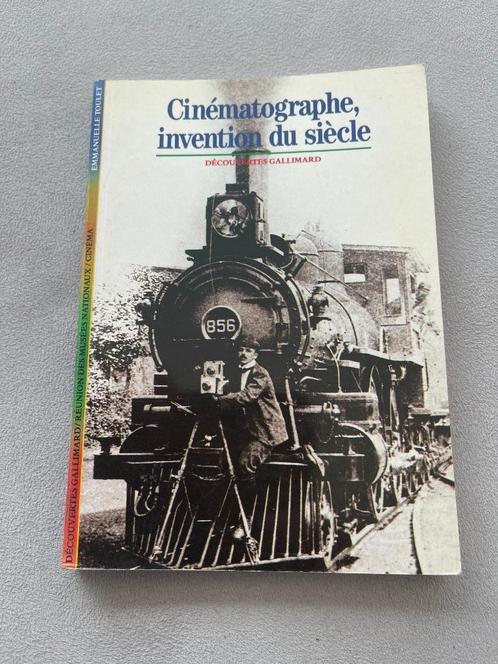 Cinématographe,
invention du siècle
DÉCOUVERTES GALLIMARD
856
EMMANUELLE TOULET
DÉCOUVERTES GALLIMARD / RÉUNION DES MUSÉES NATIONAUX / CINÉMA